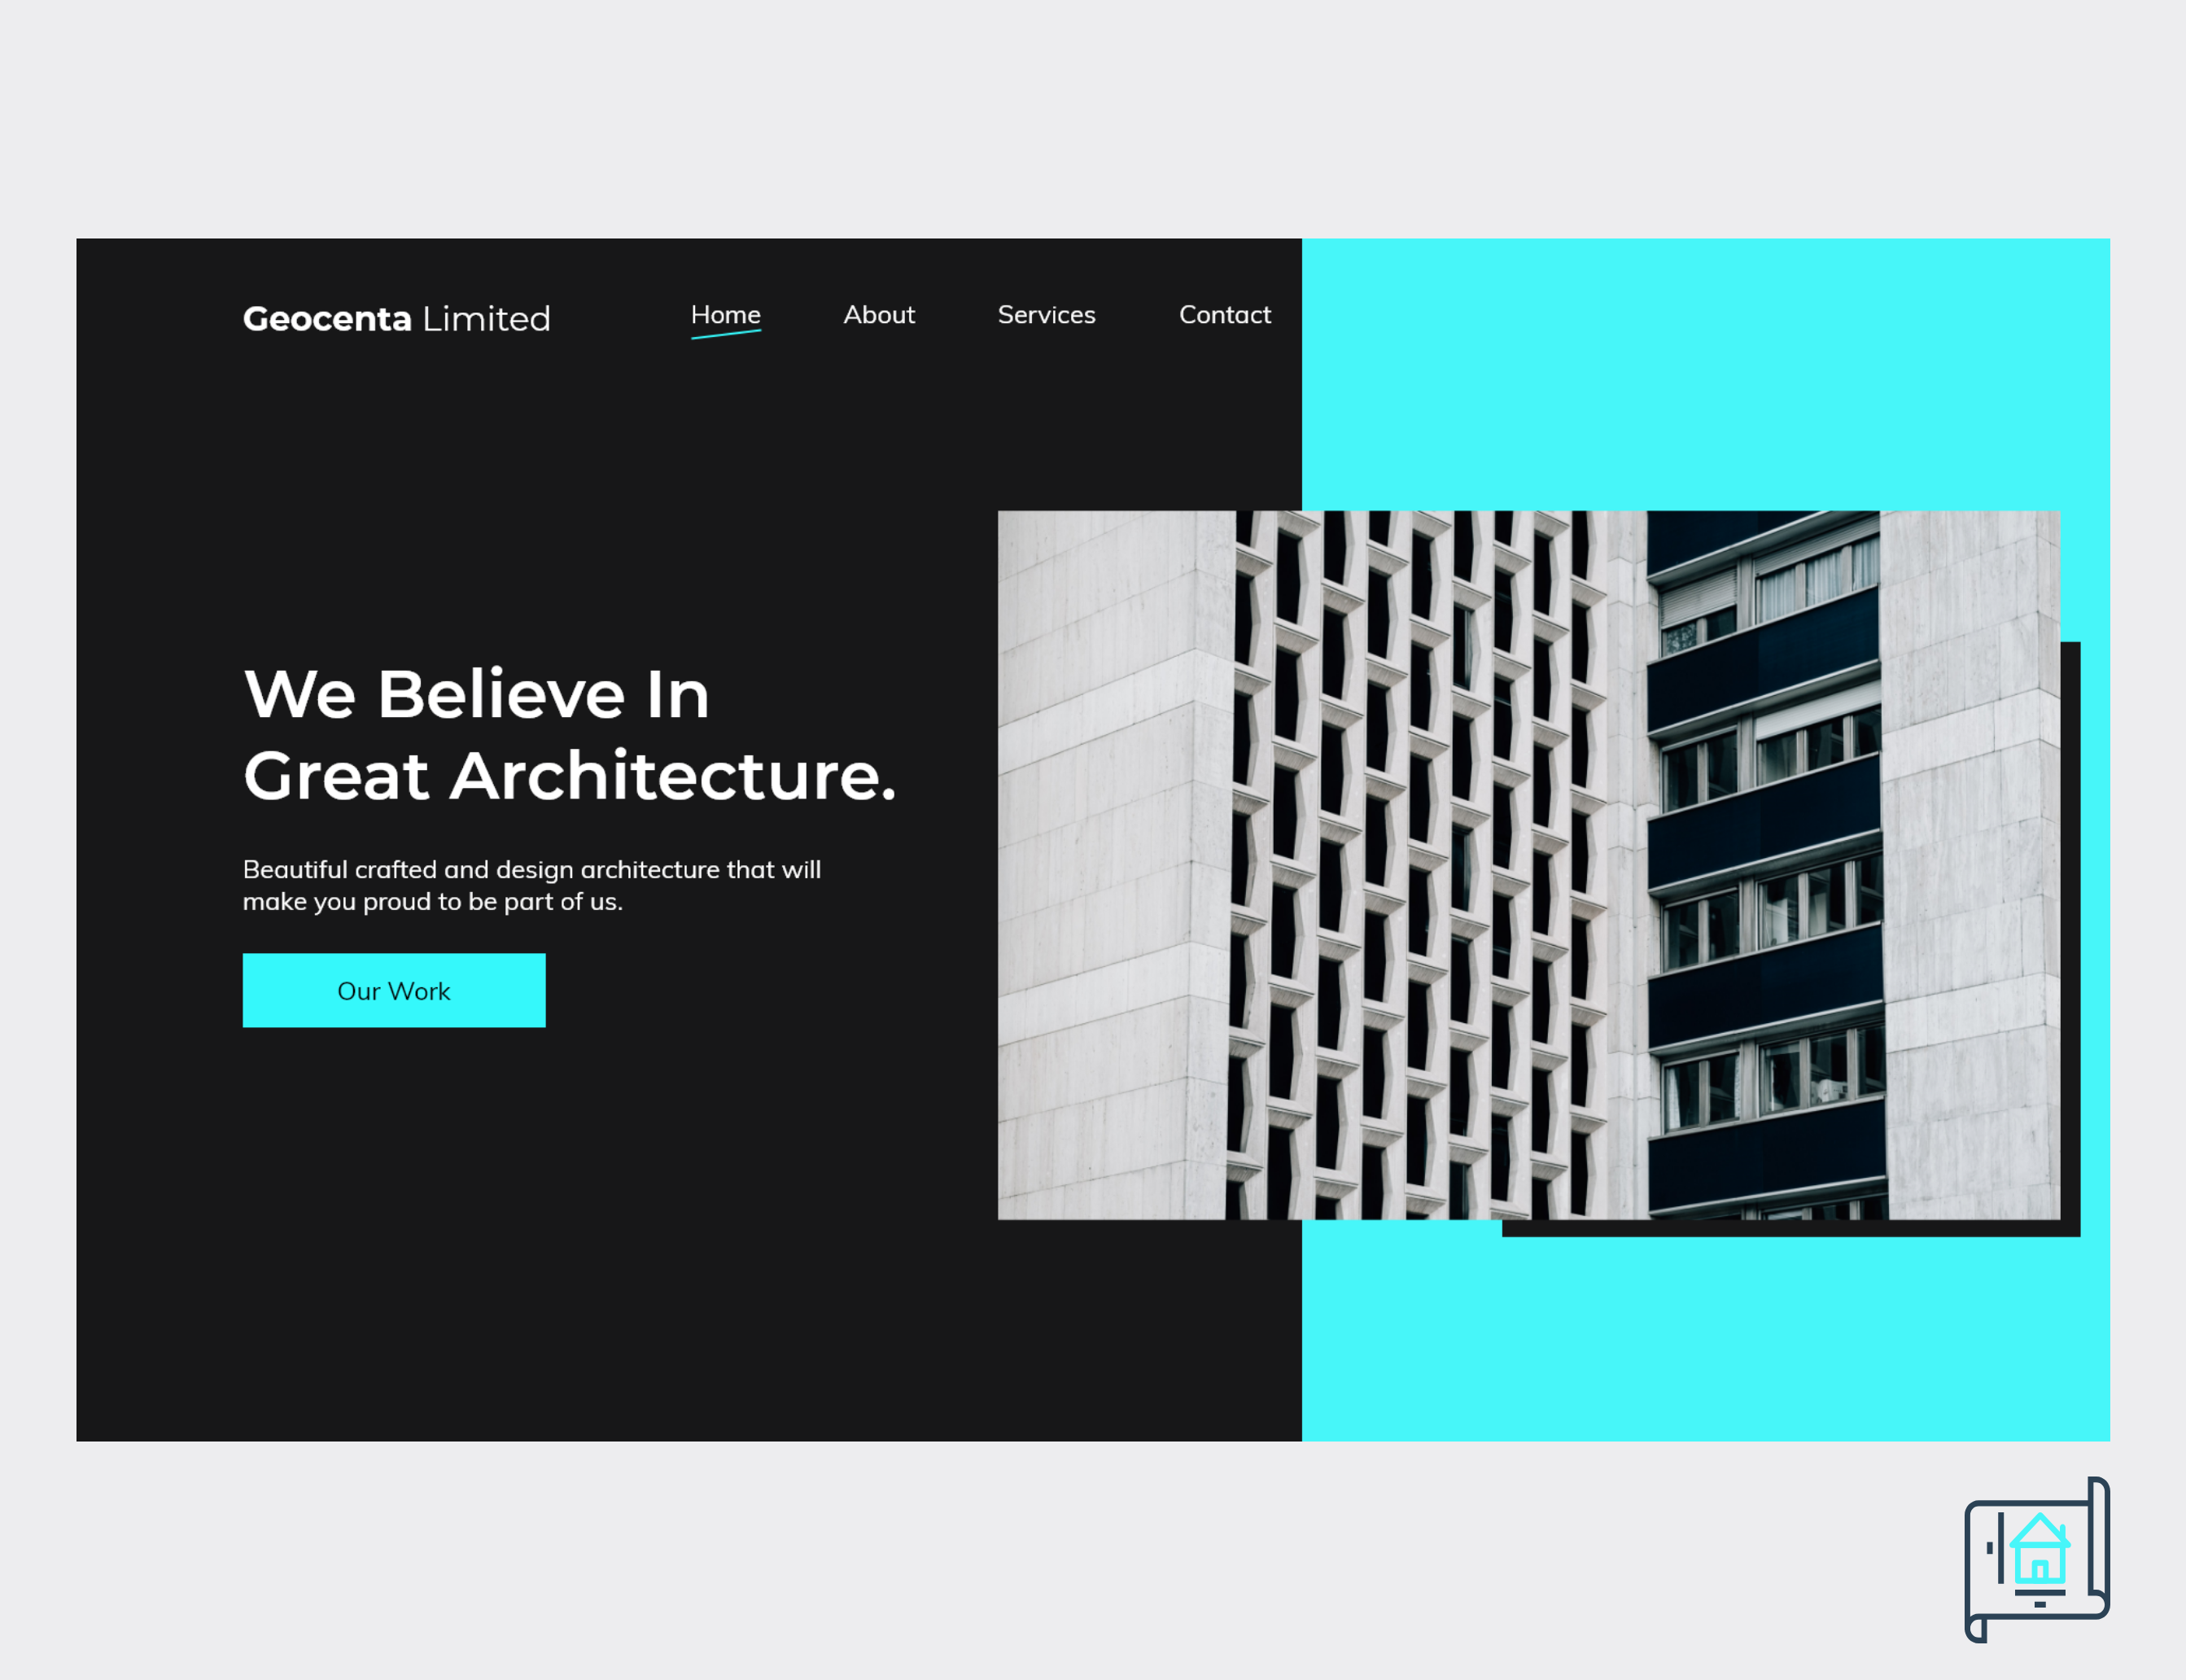 Geocenta Limited
Home About Services Contact
We Believe In
Great Architecture.
Beautiful crafted and design architecture that will
make you proud to be part of us.
Our Work